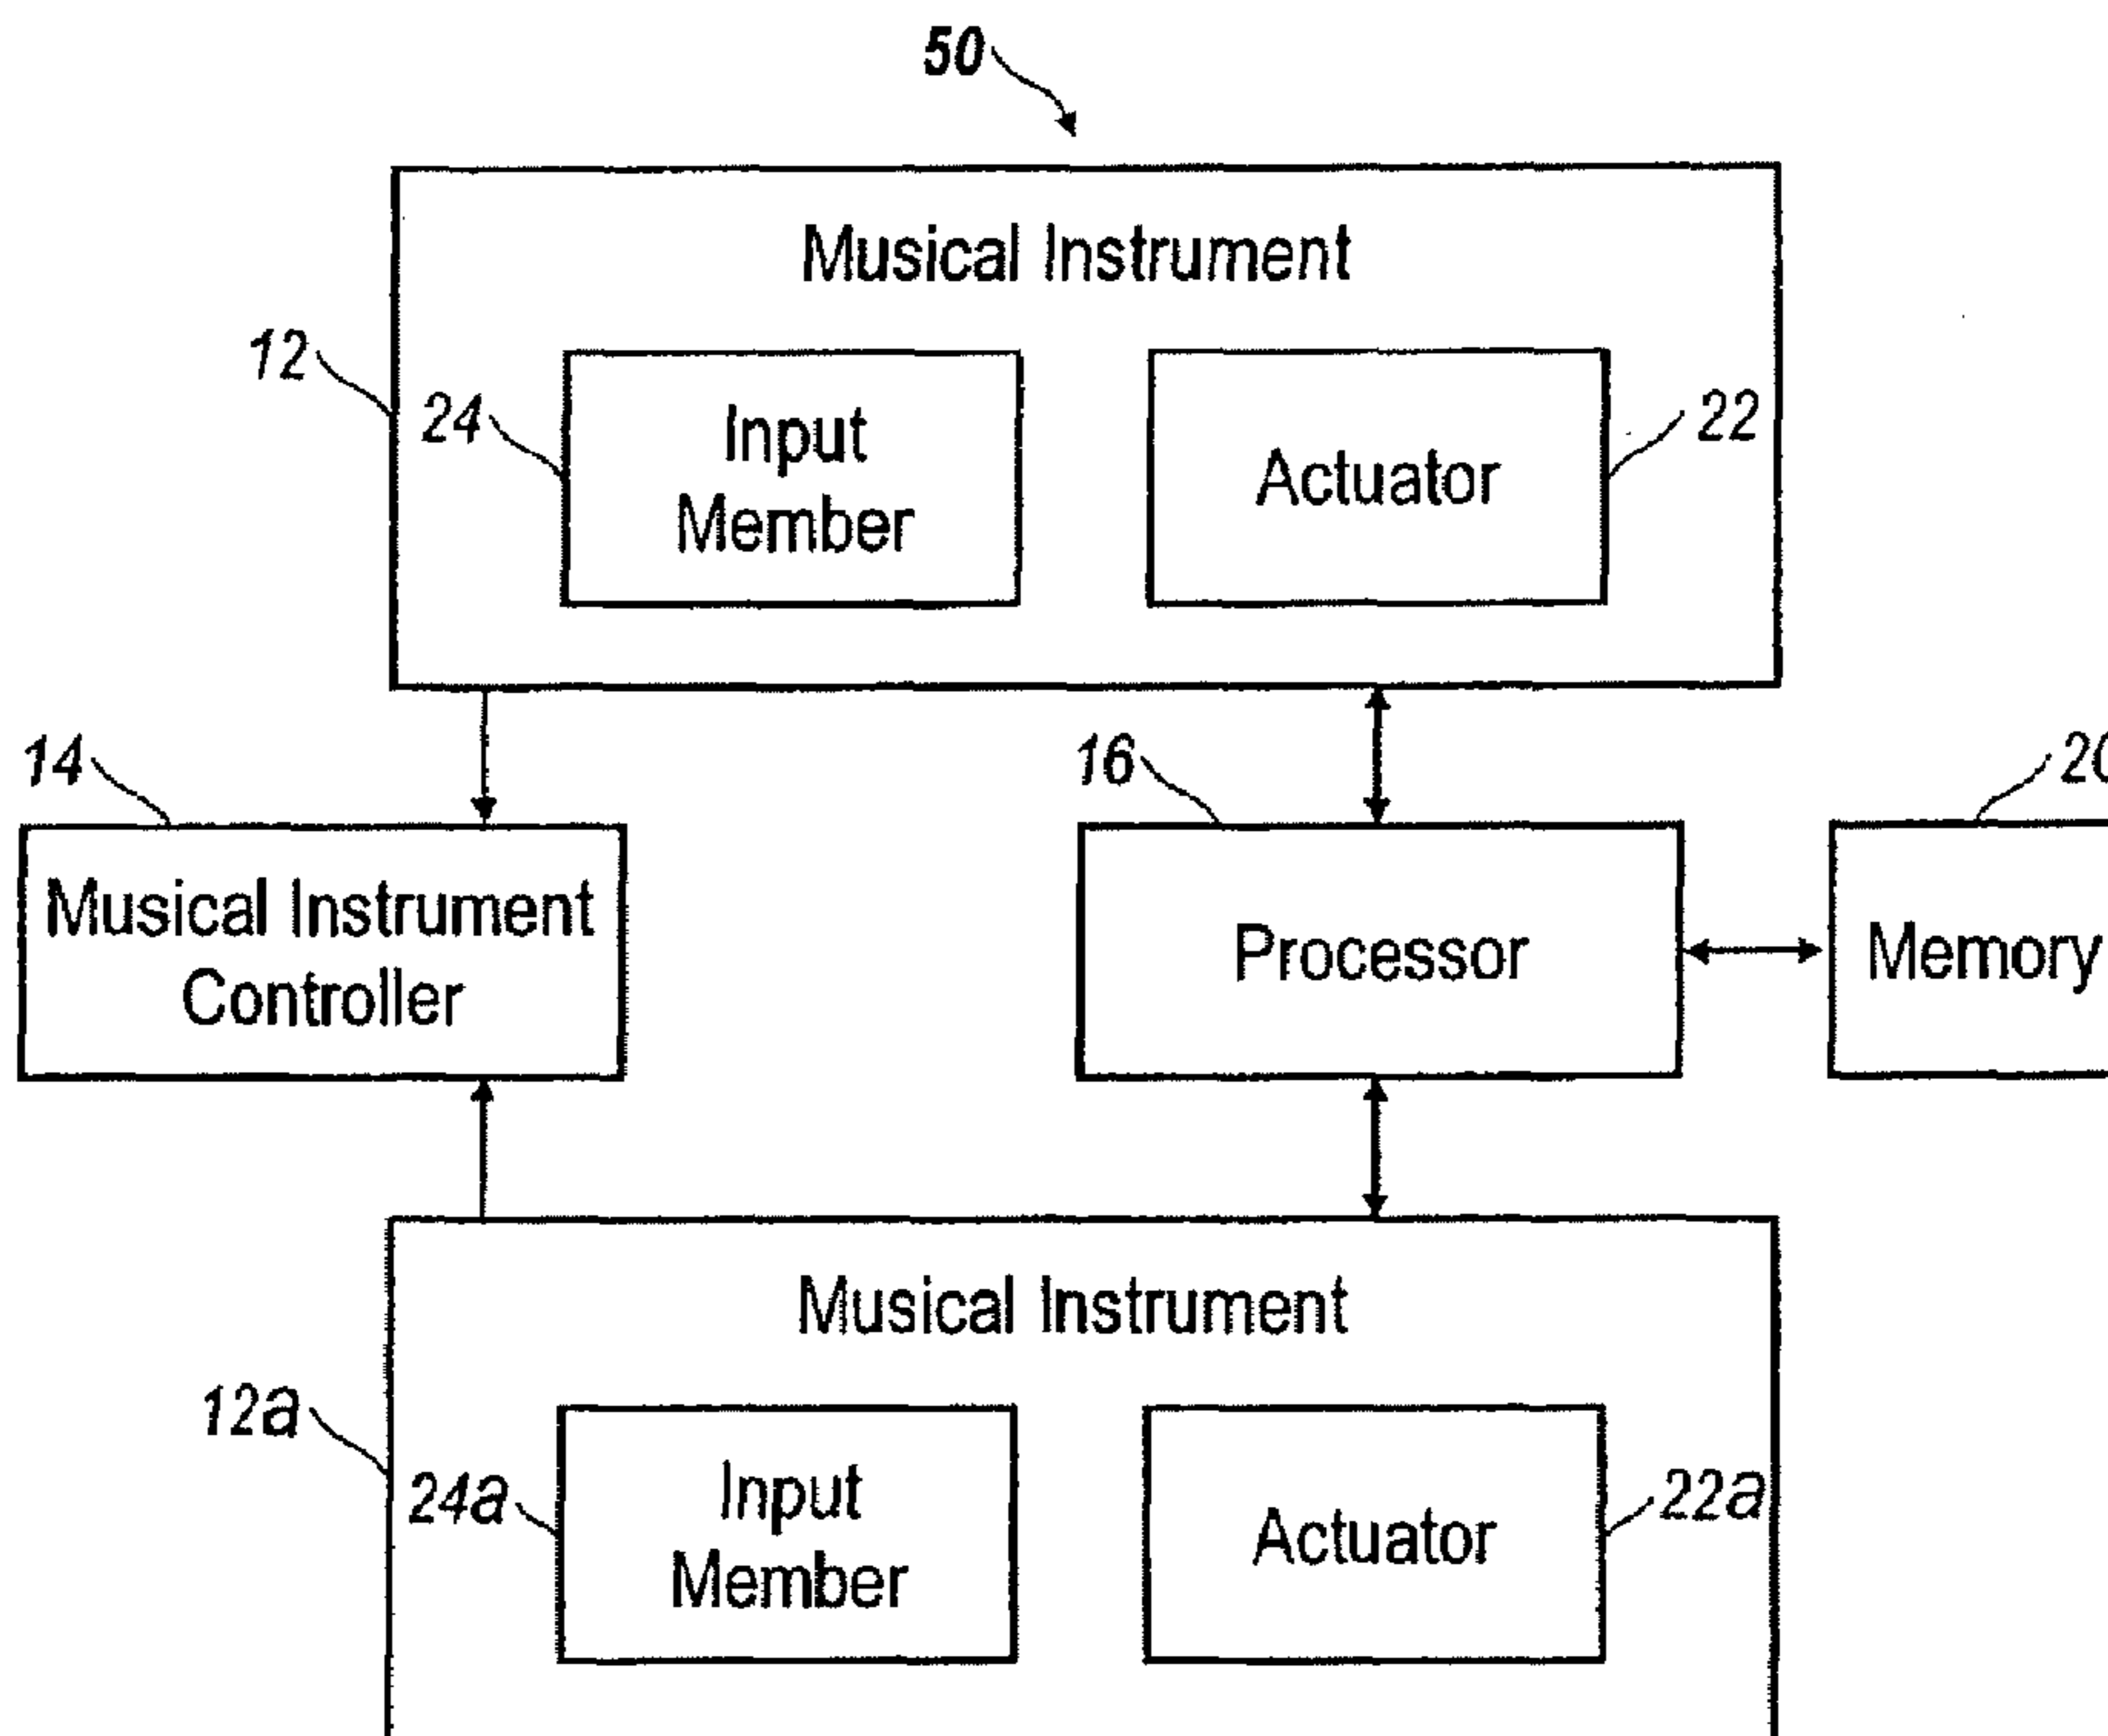 50
Musical Instrument
12
24
Input
Member
Actuator
22
14
16
Musical Instrument
Controller
Processor
Memory
Musical Instrument
12a
24a
Input
Member
Actuator
22a